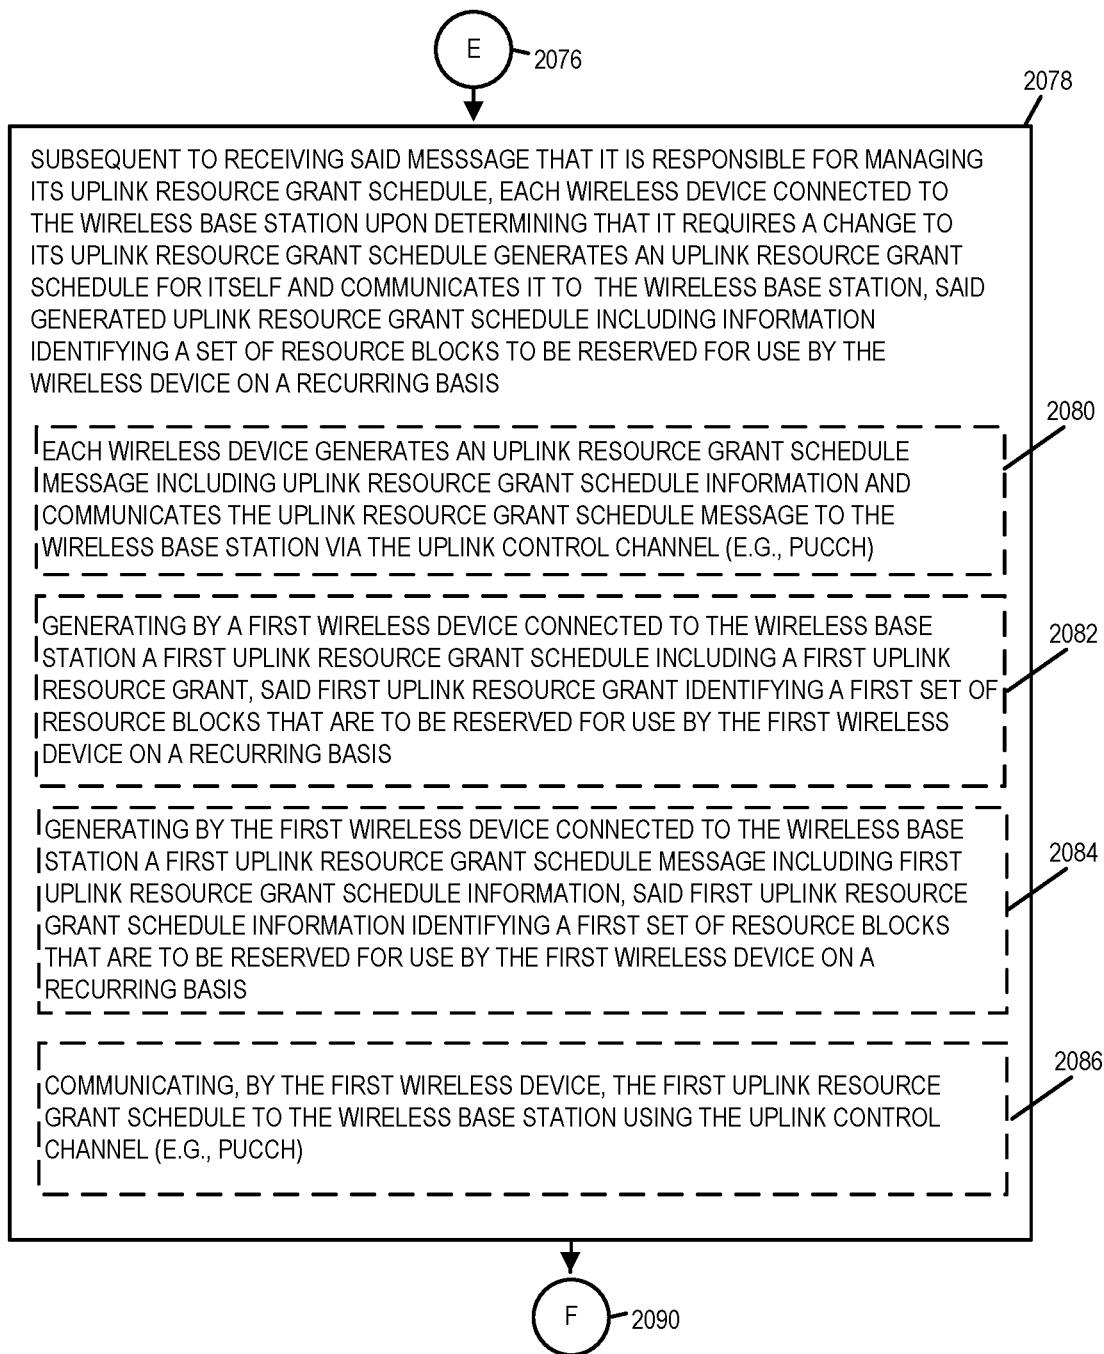 E
2076
2078
SUBSEQUENT TO RECEIVING SAID MESSSAGE THAT IT IS RESPONSIBLE FOR MANAGING
ITS UPLINK RESOURCE GRANT SCHEDULE, EACH WIRELESS DEVICE CONNECTED TO
THE WIRELESS BASE STATION UPON DETERMINING THAT IT REQUIRES A CHANGE TO
ITS UPLINK RESOURCE GRANT SCHEDULE GENERATES AN UPLINK RESOURCE GRANT
SCHEDULE FOR ITSELF AND COMMUNICATES IT TO THE WIRELESS BASE STATION, SAID
GENERATED UPLINK RESOURCE GRANT SCHEDULE INCLUDING INFORMATION
IDENTIFYING A SET OF RESOURCE BLOCKS TO BE RESERVED FOR USE BY THE
WIRELESS DEVICE ON A RECURRING BASIS
2080
EACH WIRELESS DEVICE GENERATES AN UPLINK RESOURCE GRANT SCHEDULE
MESSAGE INCLUDING UPLINK RESOURCE GRANT SCHEDULE INFORMATION AND
COMMUNICATES THE UPLINK RESOURCE GRANT SCHEDULE MESSAGE TO THE
WIRELESS BASE STATION VIA THE UPLINK CONTROL CHANNEL (E.G., PUCCH)
2082
GENERATING BY A FIRST WIRELESS DEVICE CONNECTED TO THE WIRELESS BASE
STATION A FIRST UPLINK RESOURCE GRANT SCHEDULE INCLUDING A FIRST UPLINK
RESOURCE GRANT, SAID FIRST UPLINK RESOURCE GRANT IDENTIFYING A FIRST SET OF
RESOURCE BLOCKS THAT ARE TO BE RESERVED FOR USE BY THE FIRST WIRELESS
DEVICE ON A RECURRING BASIS
2084
GENERATING BY THE FIRST WIRELESS DEVICE CONNECTED TO THE WIRELESS BASE
STATION A FIRST UPLINK RESOURCE GRANT SCHEDULE MESSAGE INCLUDING FIRST
UPLINK RESOURCE GRANT SCHEDULE INFORMATION, SAID FIRST UPLINK RESOURCE
GRANT SCHEDULE INFORMATION IDENTIFYING A FIRST SET OF RESOURCE BLOCKS
THAT ARE TO BE RESERVED FOR USE BY THE FIRST WIRELESS DEVICE ON A
RECURRING BASIS
2086
COMMUNICATING, BY THE FIRST WIRELESS DEVICE, THE FIRST UPLINK RESOURCE
GRANT SCHEDULE TO THE WIRELESS BASE STATION USING THE UPLINK CONTROL
CHANNEL (E.G., PUCCH)
F
2090